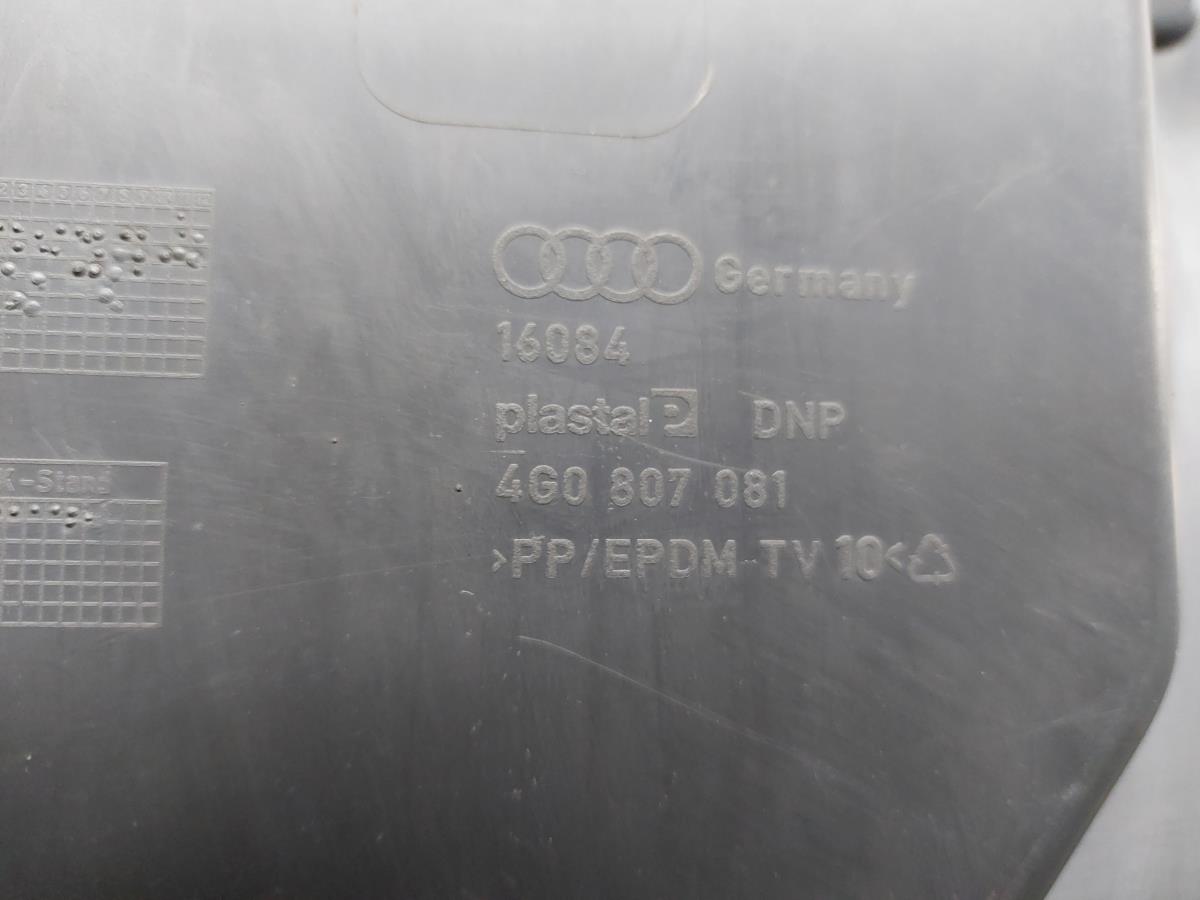 Germany
16084
plastal DNP
4G0 807 081
>PP/EPDM TV 10<
K-Stand